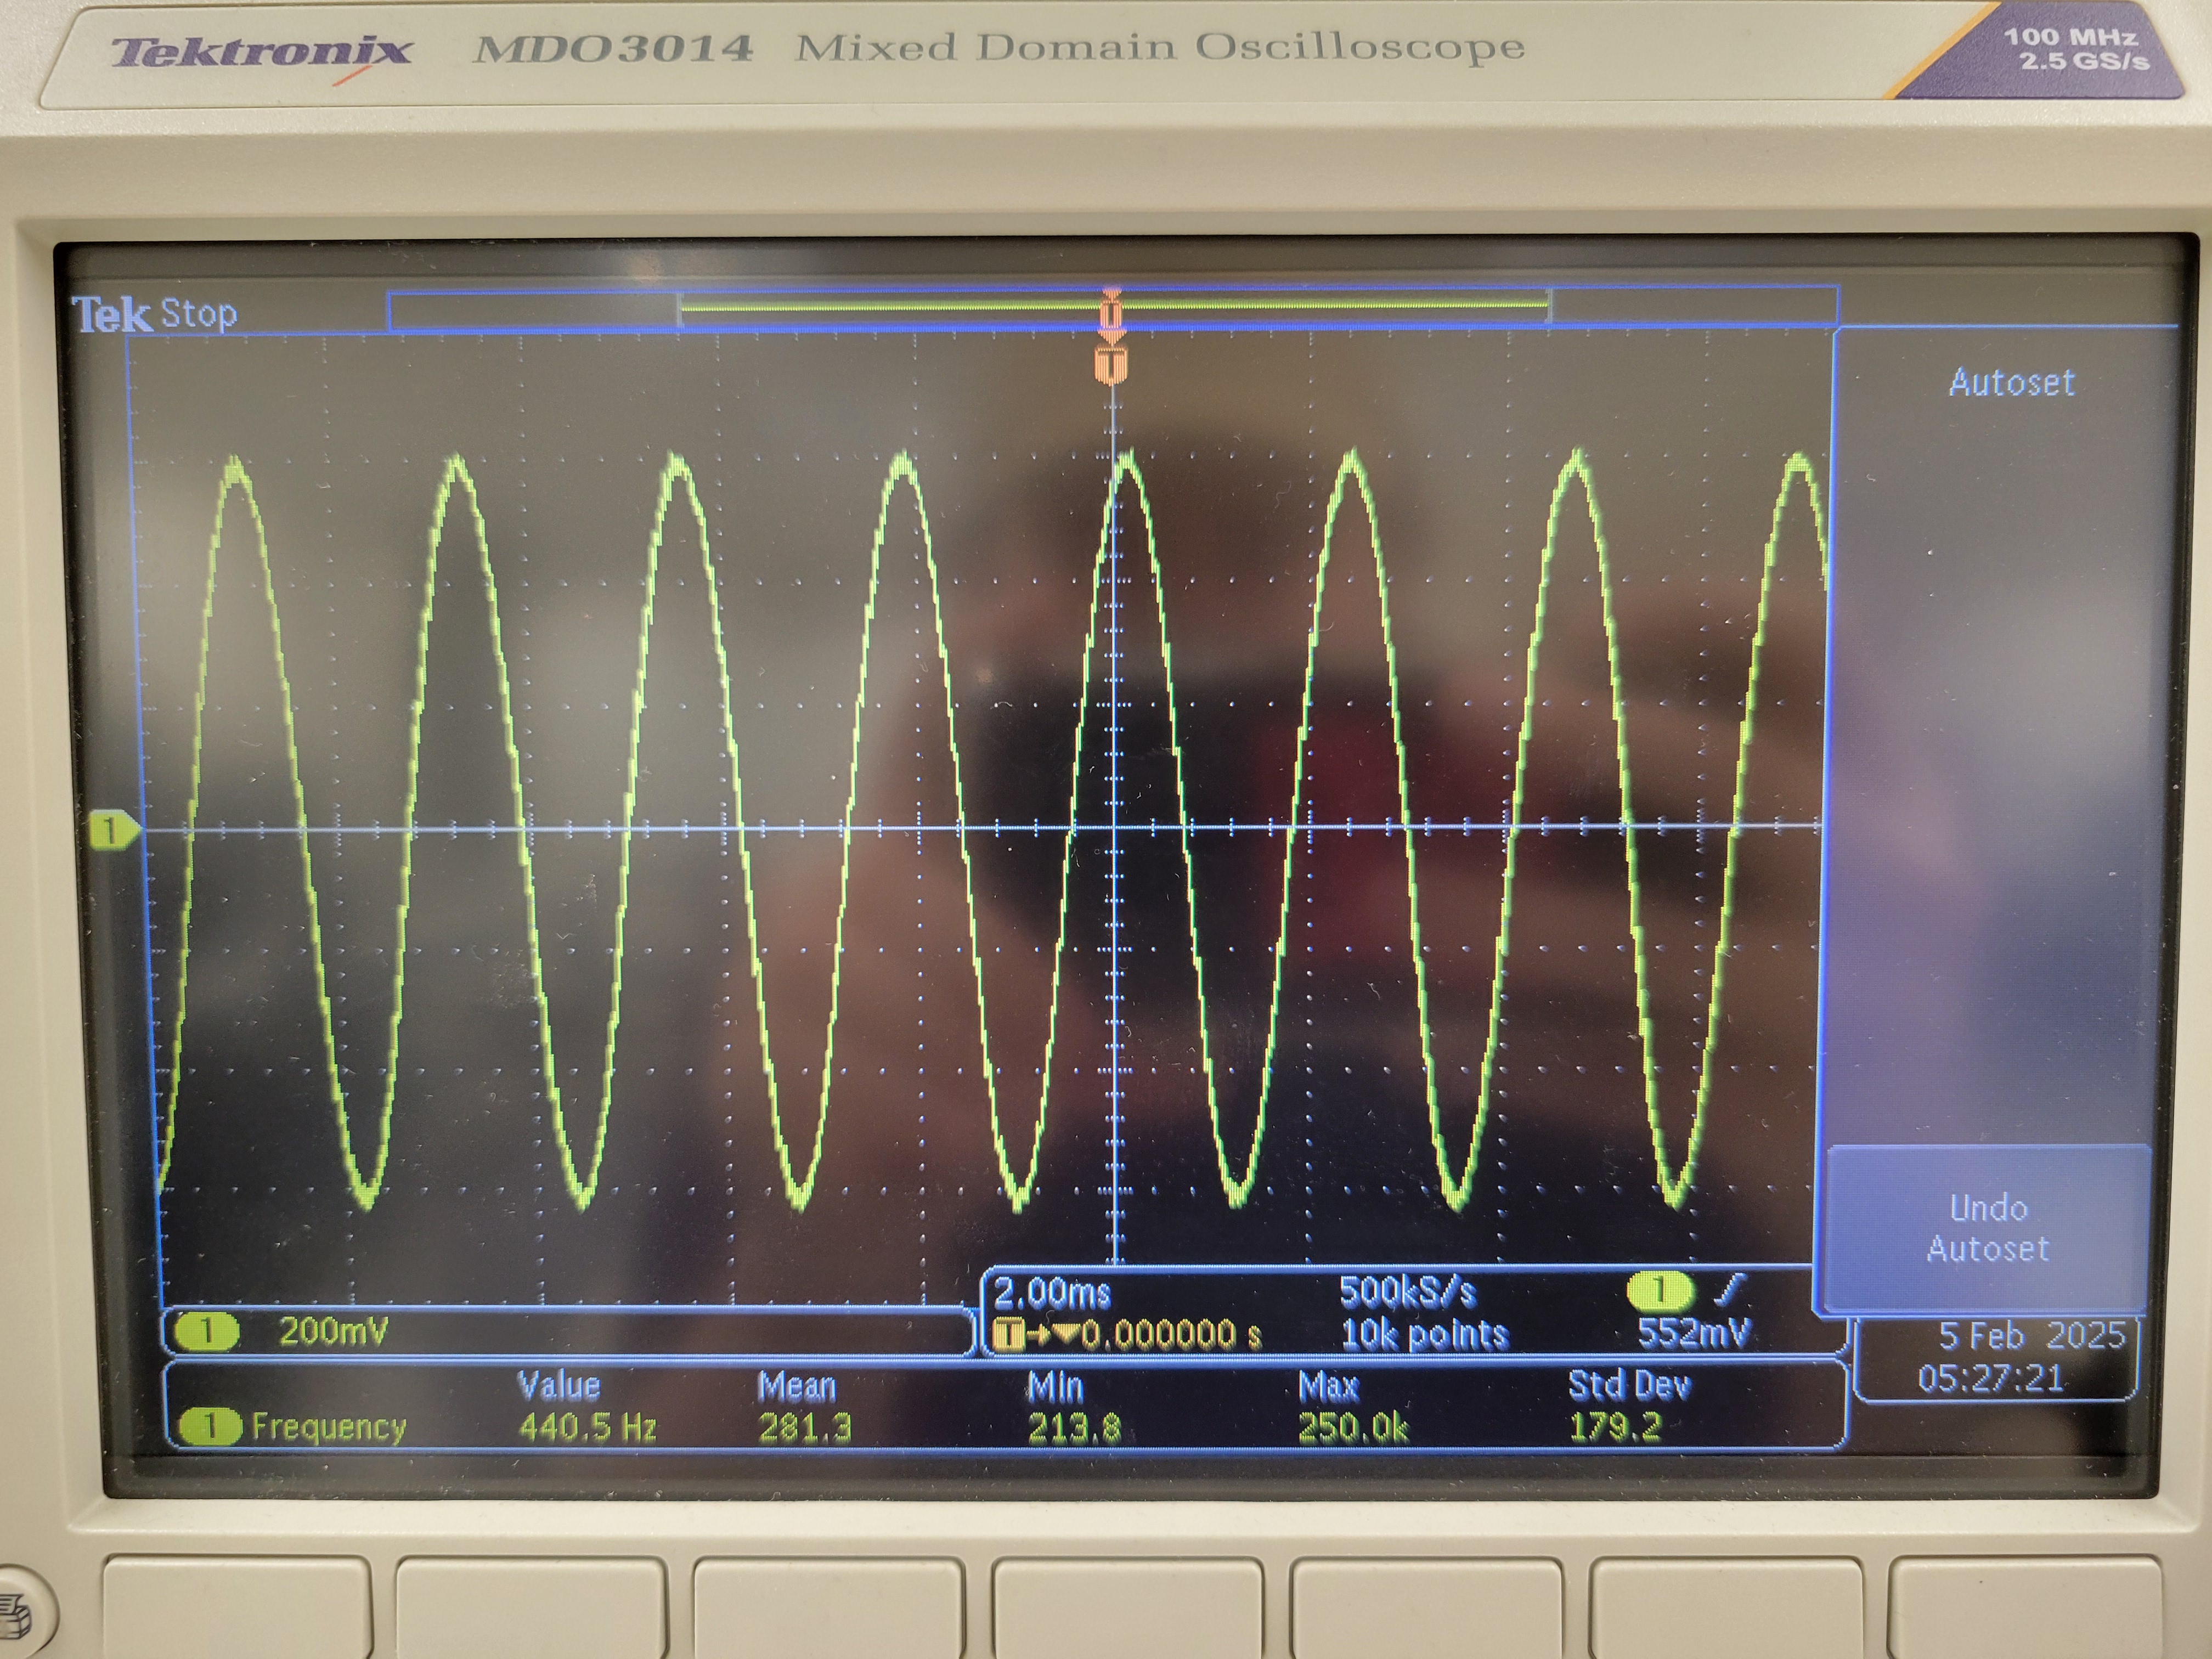 Tektronix MDO3014 Mixed Domain Oscilloscope
100 MHz
2.5 GS/s
Tek Stop
T
Autoset
1
Undo
Autoset
1 200mV
2.00ms 500kS/s 1
T→▼0.000000 s 10k points 552mV
5 Feb 2025
05:27:21
Value Mean Min Max Std Dev
1 Frequency 440.5 Hz 281.3 213.8 250.0k 179.2